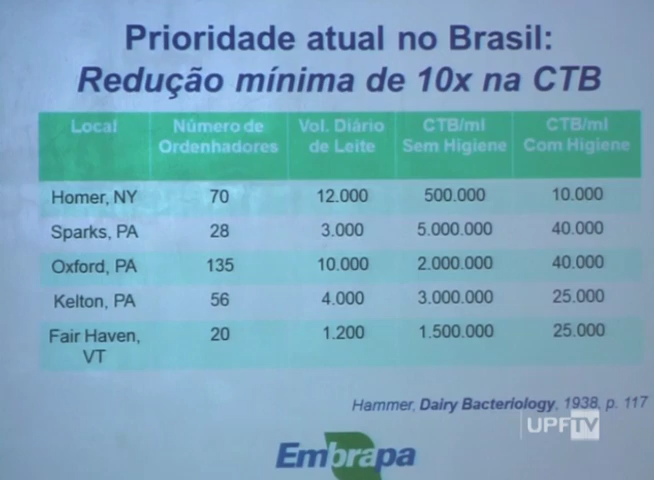 Prioridade atual no Brasil:
Redução mínima de 10x na CTB
Local Número de Ordenhadores Vol. Diário de Leite CTB/ml Sem Higiene CTB/ml Com Higiene
Homer, NY 70 12.000 500.000 10.000
Sparks, PA 28 3.000 5.000.000 40.000
Oxford, PA 135 10.000 2.000.000 40.000
Kelton, PA 56 4.000 3.000.000 25.000
Fair Haven, VT 20 1.200 1.500.000 25.000
Hammer, Dairy Bacteriology, 1938, p. 117
UPFTV
Embrapa